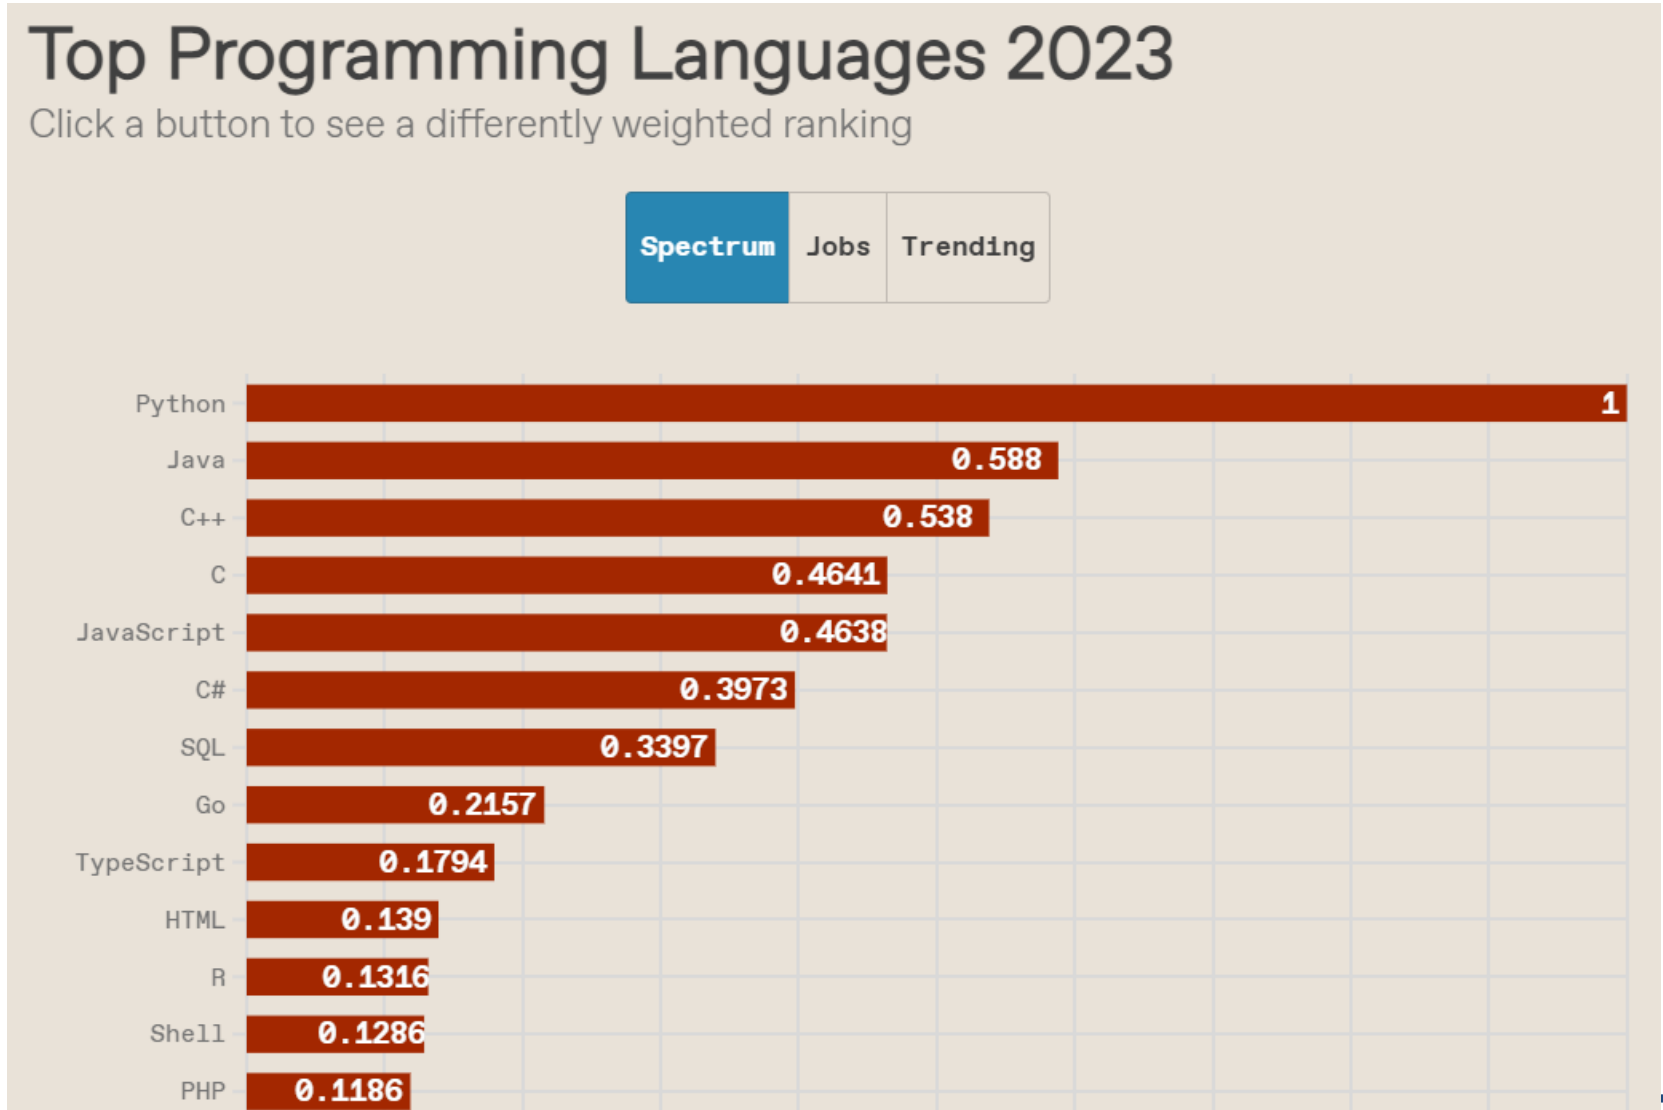 Top Programming Languages 2023
Click a button to see a differently weighted ranking
Spectrum Jobs Trending
Python 1
Java 0.588
C++ 0.538
C 0.4641
JavaScript 0.4638
C# 0.3973
SQL 0.3397
Go 0.2157
TypeScript 0.1794
HTML 0.139
R 0.1316
Shell 0.1286
PHP 0.1186